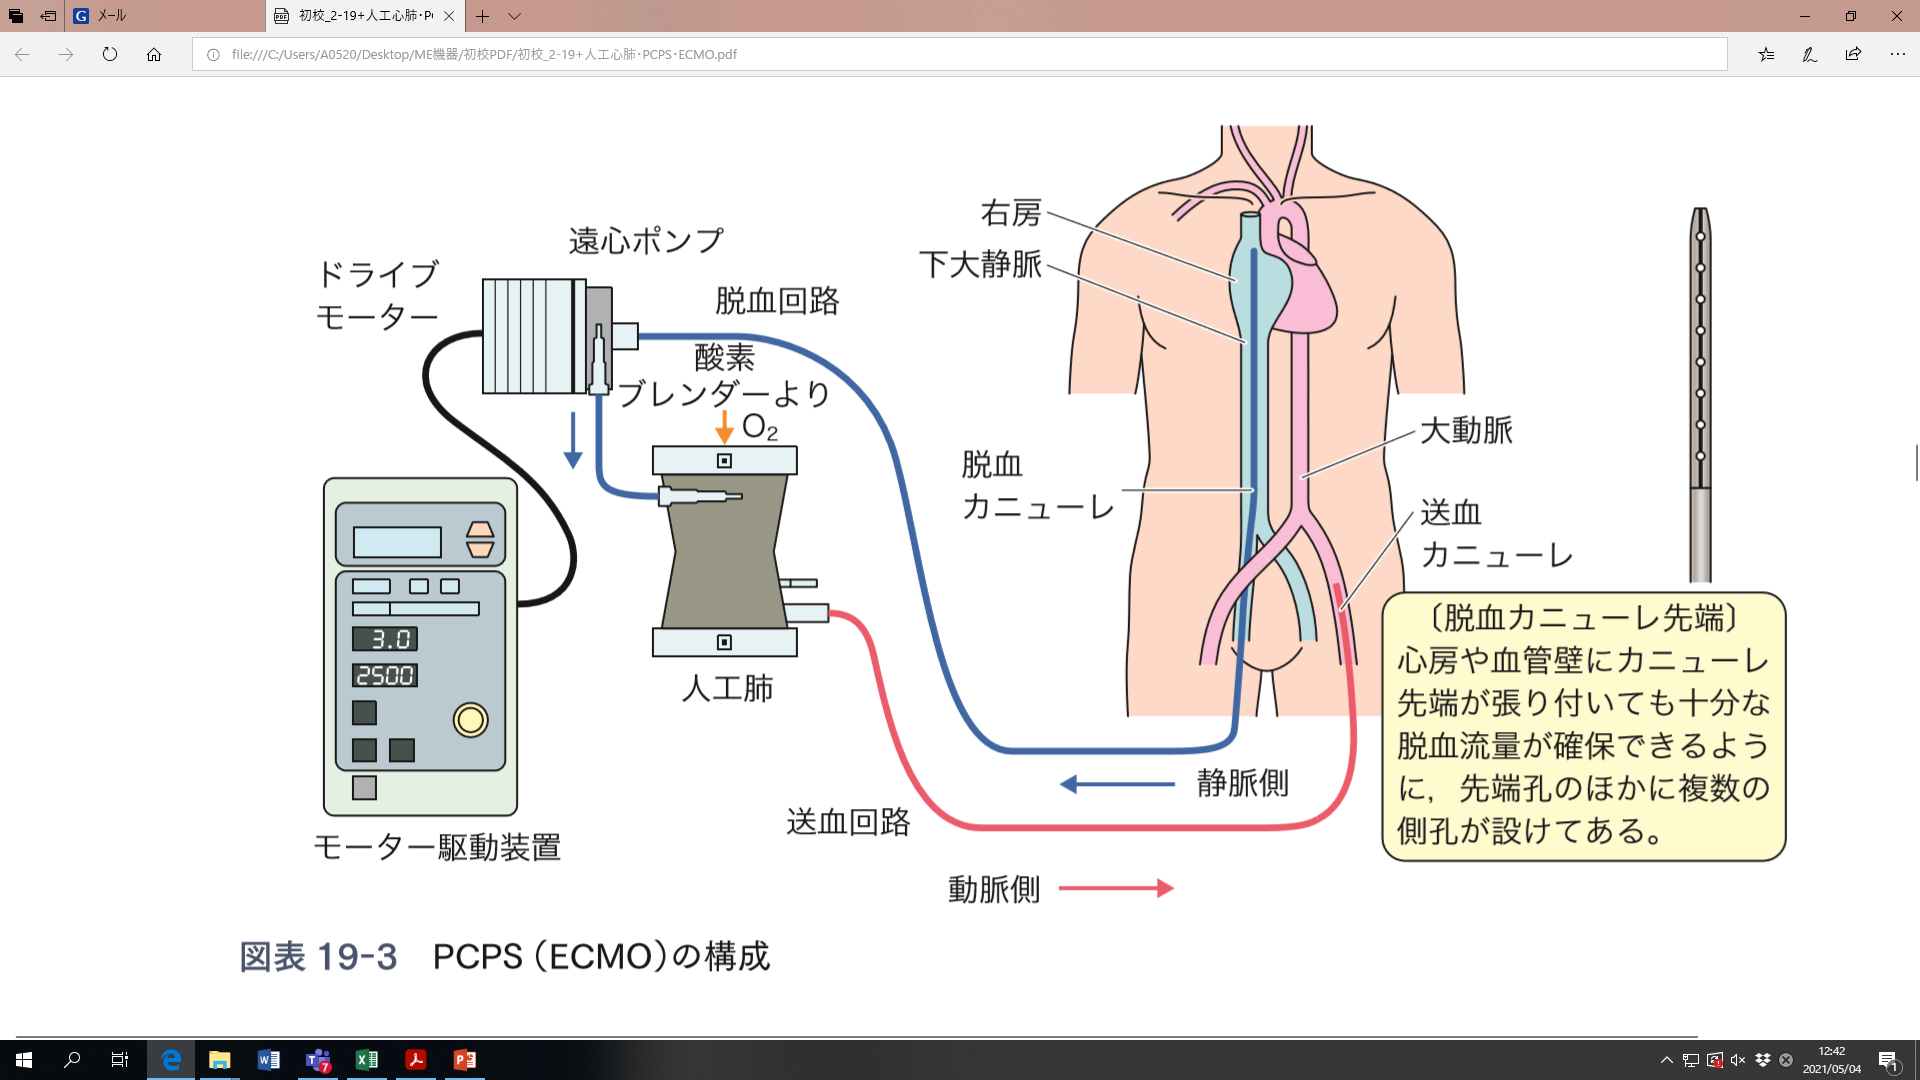 メール
初校_2-19+人工心肺・P
file:///C:/Users/A0520/Desktop/ME機器/初校PDF/初校_2-19+人工心肺・PCPS・ECMO.pdf
遠心ポンプ
ドライブ
モーター
脱血回路
酸素
ブレンダーより
O₂
3.0
2500
人工肺
モーター駆動装置
送血回路
右房
下大静脈
脱血
カニューレ
大動脈
送血
カニューレ
静脈側
動脈側
〔脱血カニューレ先端〕
心房や血管壁にカニューレ
先端が張り付いても十分な
脱血流量が確保できるよう
に，先端孔のほかに複数の
側孔が設けてある。
図表 19-3 PCPS（ECMO）の構成
12:42
2021/05/04